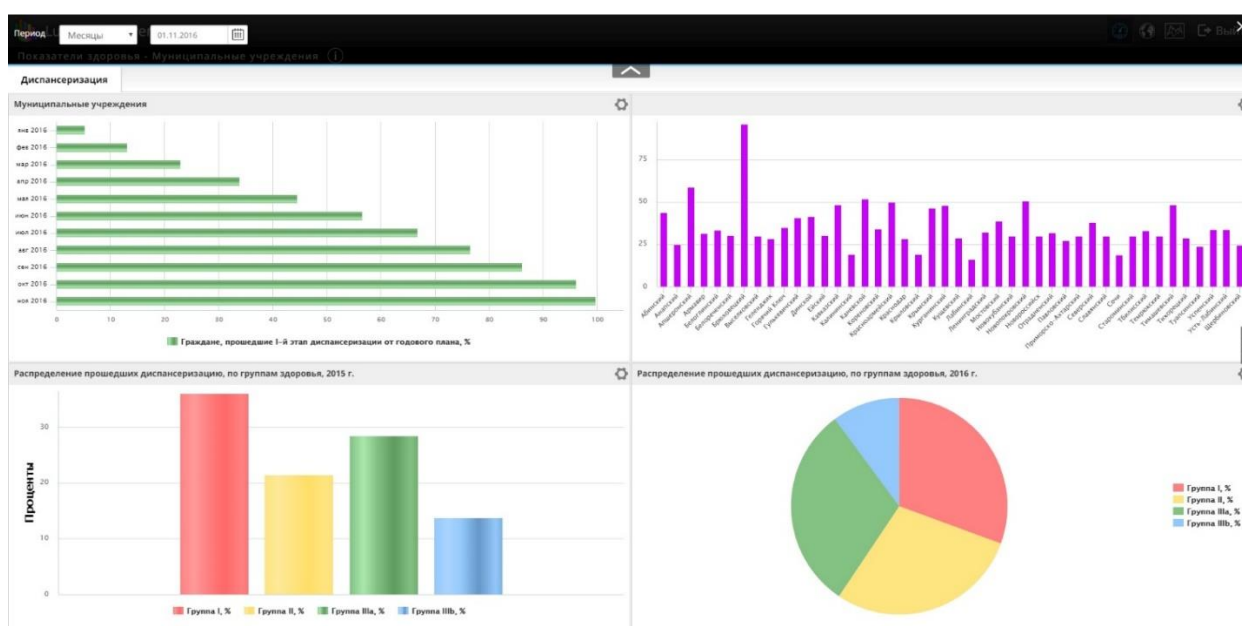 Период
Месяцы
01.11.2016
Показатели здоровья - Муниципальные учреждения
Диспансеризация
Муниципальные учреждения
янв 2016
фев 2016
мар 2016
апр 2016
мая 2016
июн 2016
июл 2016
авг 2016
сен 2016
окт 2016
ноя 2016
0 10 20 30 40 50 60 70 80 90 100
Граждане, прошедшие I-й этап диспансеризации от годового плана, %
75
50
25
0
Абинский
Анапский
Апшеронский
Армавир
Белоглинский
Белореченский
Брюховецкий
Выселковский
Геленджик
Горячий Ключ
Гулькевичский
Динской
Ейский
Кавказский
Калининский
Каневской
Кореновский
Красноармейский
Краснодар
Крыловский
Крымский
Курганинский
Кущевский
Лабинский
Ленинградский
Мостовский
Новокубанский
Новопокровский
Новороссийск
Отрадненский
Павловский
Приморско - Ахтарский
Северский
Славянский
Сочи
Староминский
Тбилисский
Темрюкский
Тимашевский
Тихорецкий
Туапсинский
Успенский
Усть-Лабинский
Щербиновский
Распределение прошедших диспансеризацию, по группам здоровья, 2015 г.
Проценты
30
20
10
0
Группа I, % Группа II, % Группа IIIa, % Группа IIIb, %
Распределение прошедших диспансеризацию, по группам здоровья, 2016 г.
Группа I, %
Группа II, %
Группа IIIa, %
Группа IIIb, %